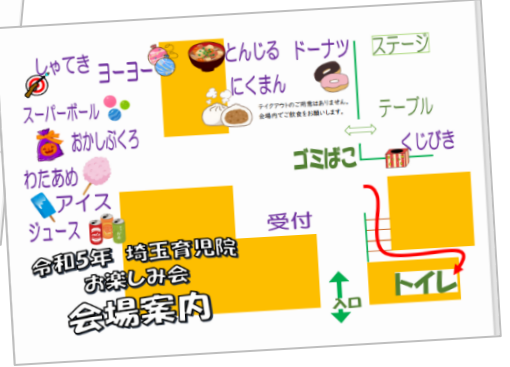 しゃてき
ヨーヨー
とんじる
ドーナツ
ステージ
にくまん
テイクアウトのご用意はありません。
会場内でご飲食をお願いします。
スーパーボール
テーブル
おかしぶくろ
くじびき
ゴミばこ
わたあめ
アイス
ジュース
受付
令和5年 埼玉育児院
お楽しみ会
会場案内
入口
トイレ